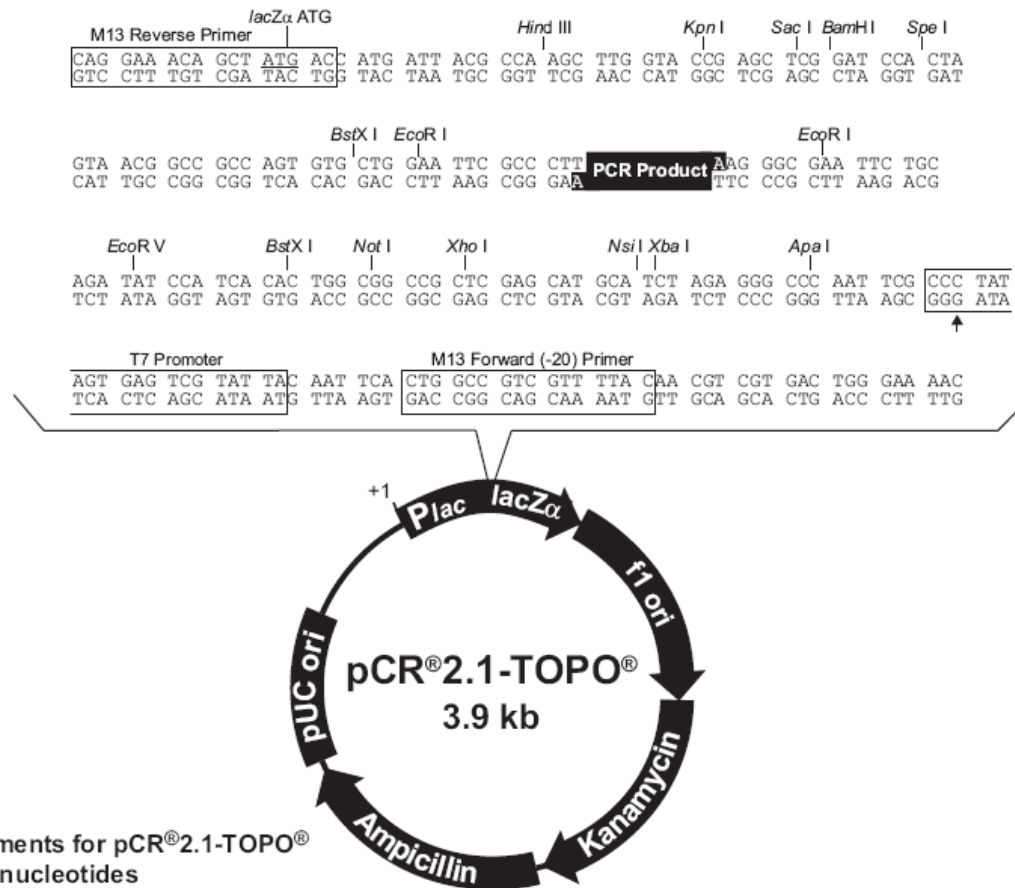 lacZα ATG
M13 Reverse Primer
Hind III Kpn I Sac I BamH I Spe I
CAG GAA ACA GCT ATG ACC ATG ATT ACG CCA AGC TTG GTA CCG AGC TCG GAT CCA CTA
GTC CTT TGT CGA TAC TGG TAC TAA TGC GGT TCG AAC CAT GGC TCG AGC CTA GGT GAT
BstX I EcoR I EcoR I
GTA ACG GCC GCC AGT GTG CTG GAA TTC GCC CTT PCR Product AAG GGC GAA TTC TGC
CAT TGC CGG CGG TCA CAC GAC CTT AAG CGG GAA TTC CCG CTT AAG ACG
EcoR V BstX I Not I Xho I Nsi I Xba I Apa I
AGA TAT CCA TCA CAC TGG CGG CCG CTC GAG CAT GCA TCT AGA GGG CCC AAT TCG CCC TAT
TCT ATA GGT AGT GTG ACC GCC GGC GAG CTC GTA CGT AGA TCT CCC GGG TTA AGC GGG ATA
T7 Promoter M13 Forward (-20) Primer
AGT GAG TCG TAT TAC AAT TCA CTG GCC GTC GTT TTA CAA CGT CGT GAC TGG GAA AAC
TCA CTC AGC ATA ATG TTA AGT GAC CGG CAG CAA AAT GTT GCA GCA CTG ACC CTT TTG
+1
Plac lacZα
f1 ori
pUC ori
pCR®2.1-TOPO®
3.9 kb
Kanamycin
Ampicillin
ments for pCR®2.1-TOPO®
nucleotides